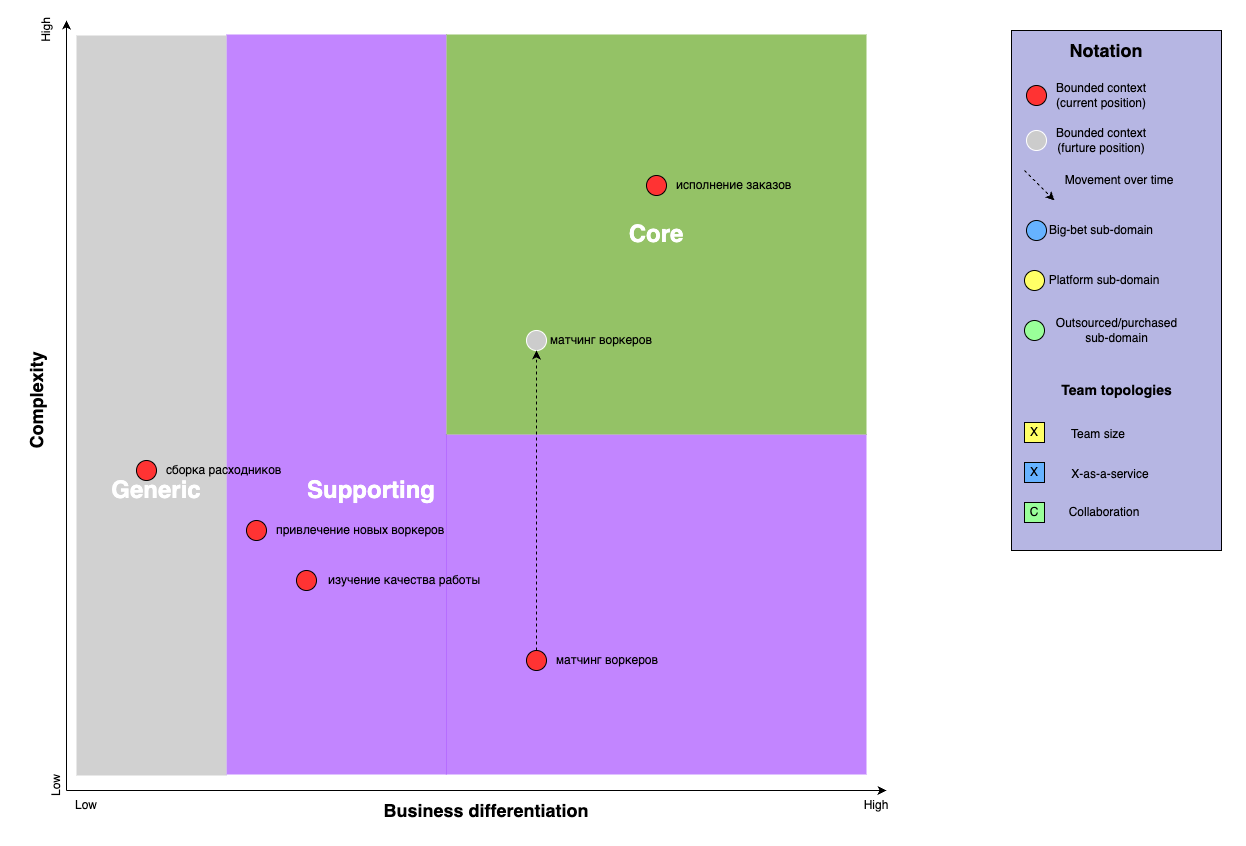 High
Complexity
Low
исполнение заказов
Core
матчинг воркеров
сборка расходников
Generic
Supporting
привлечение новых воркеров
изучение качества работы
матчинг воркеров
Low
Business differentiation
High
Notation
Bounded context
(current position)
Bounded context
(furture position)
Movement over time
Big-bet sub-domain
Platform sub-domain
Outsourced/purchased
sub-domain
Team topologies
X Team size
X X-as-a-service
C Collaboration